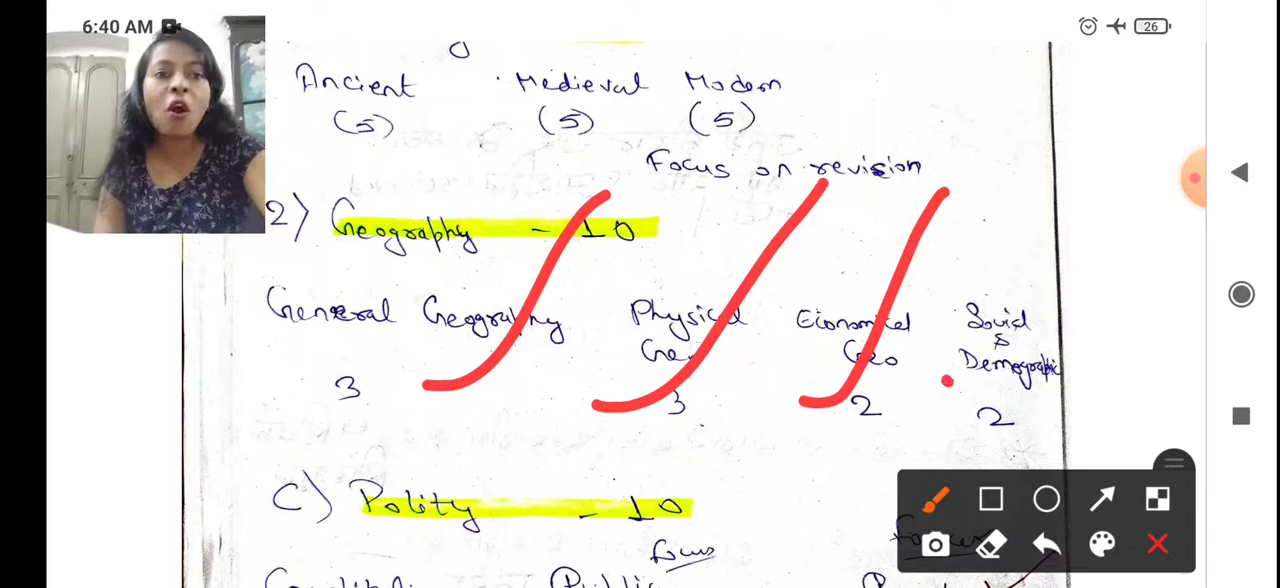 6:40 AM
26
Ancient Medieval Modern
(5) (5) (5)
Focus on revision
2) Geography - 10
General Geography Physical Economical Social
&
Geo Geo Demographic
3 3 2 2
C) Polity - 10
focus
Public